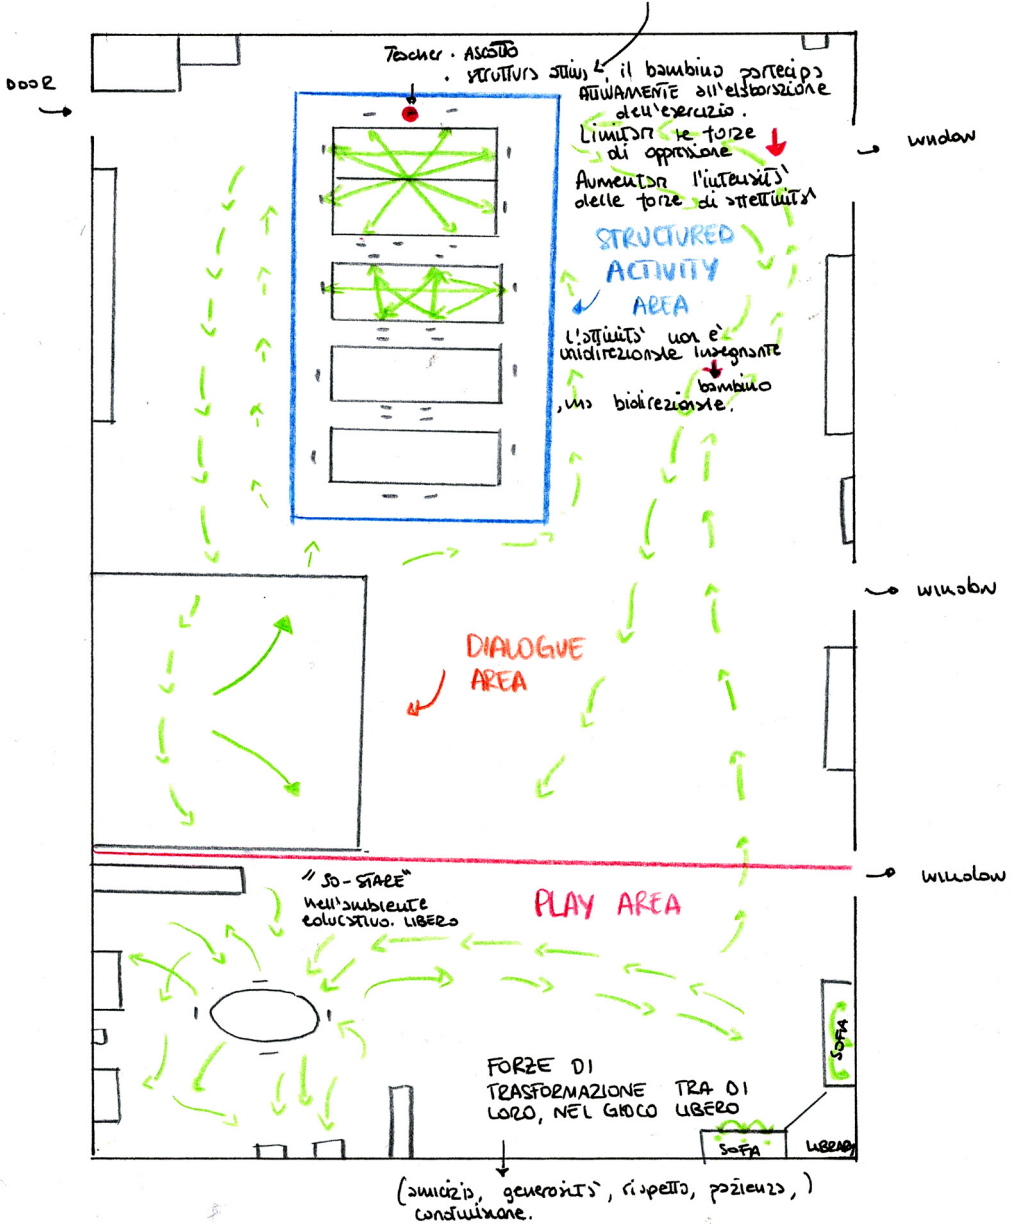 Teacher. ASCOLTO
. struttura attiva, il bambino partecipa
ATTIVAMENTE all'elaborazione
dell'esercizio.
Limitare le forze
di oppressione
Aumentare l'intensità
delle forze di attettività
DOOR
WINDOW
STRUCTURED
ACTIVITY
AREA
L'attività non è
unidirezionale insegnante
bambino
, ma bidirezionale.
WINDOW
DIALOGUE
AREA
WINDOW
"SO-STARE"
nell'ambiente
educativo. LIBERO
PLAY AREA
SOFA
FORZE DI
TRASFORMAZIONE TRA DI
LORO, NEL GIOCO LIBERO
SOFA
LIBRARY
(amicizia, generosità, rispetto, pazienza, )
condivisione.